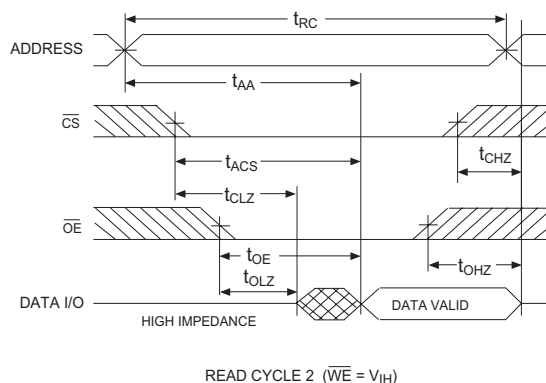 tRC
ADDRESS
tAA
CS
tCHZ
tACS
tCLZ
OE
tOE
tOHZ
tOLZ
DATA I/O
DATA VALID
HIGH IMPEDANCE
READ CYCLE 2 (WE = VIH)